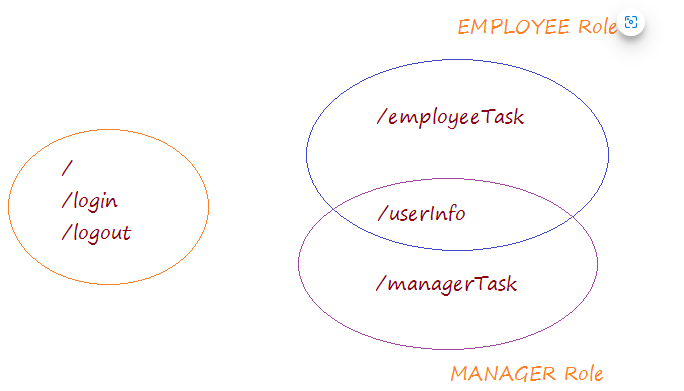 EMPLOYEE Role
/employeeTask
/
/login
/userInfo
/logout
/managerTask
MANAGER Role